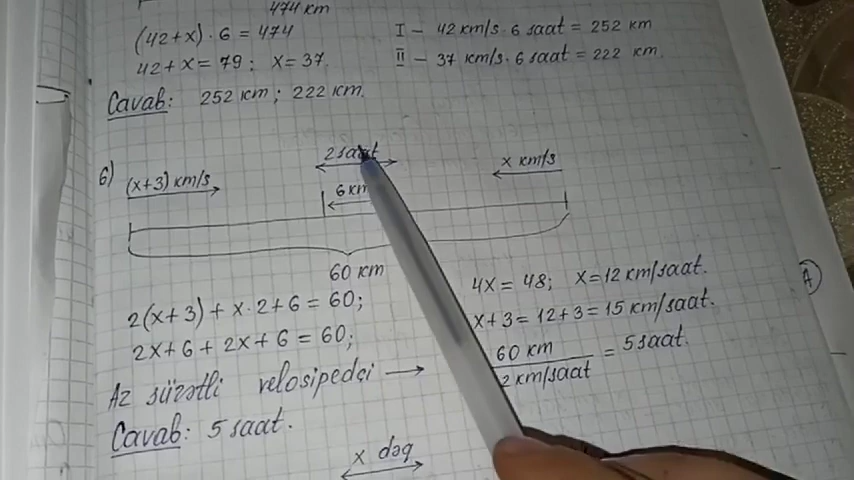 474 km
(42+x)·6 = 474
42+x = 79; x = 37.
I – 42 km/s·6 saat = 252 km
II – 37 km/s·6 saat = 222 km.
Cavab: 252 km; 222 km.
6) (x+3) km/s
2 saat
x km/s
6 km
60 km
2(x+3) + x·2+6 = 60;
2x+6+2x+6 = 60;
4x = 48; x = 12 km/saat.
x+3 = 12+3 = 15 km/saat.
60 km
2 km/saat = 5 saat.
Az sürətli velosipedçi →
Cavab: 5 saat.
x dəq
A